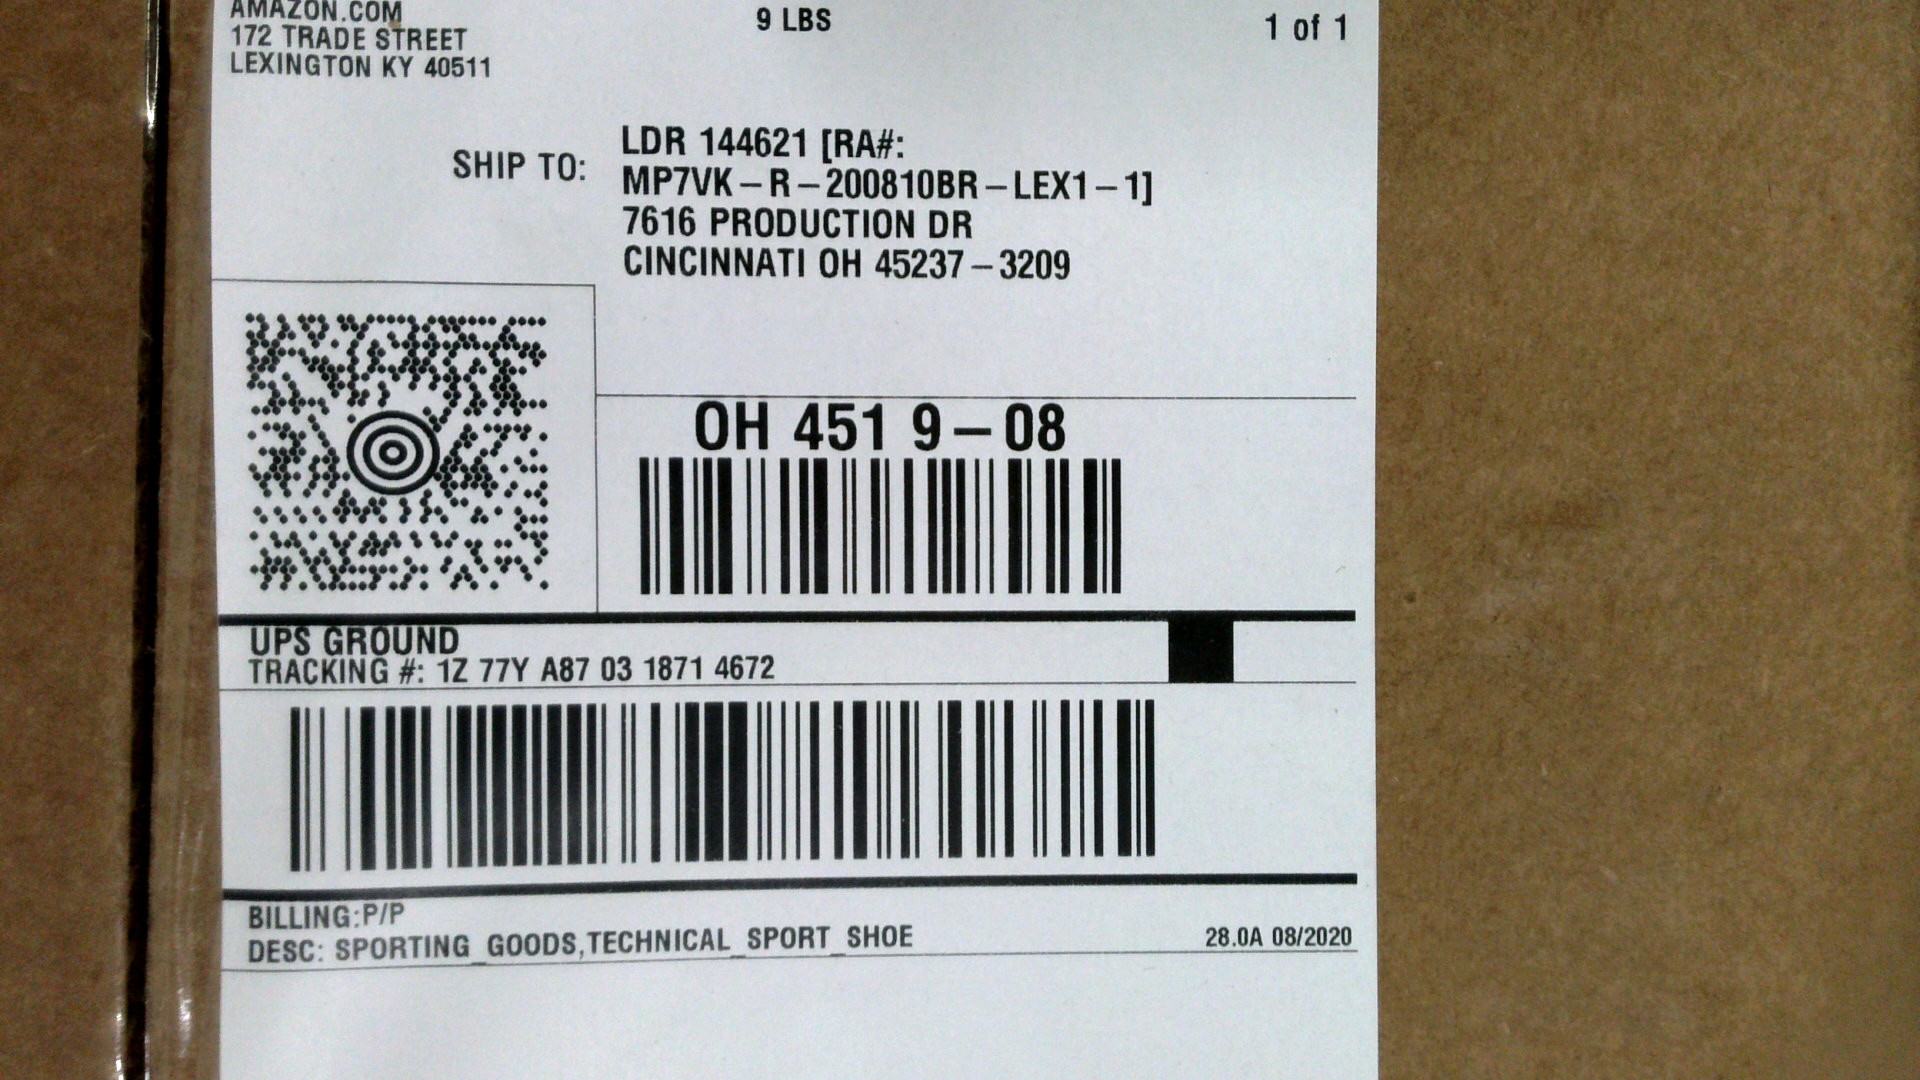 AMAZON.COM
172 TRADE STREET
LEXINGTON KY 40511
9 LBS
1 of 1
SHIP TO:
LDR 144621 [RA#:
MP7VK-R-200810BR-LEX1-1]
7616 PRODUCTION DR
CINCINNATI OH 45237-3209
OH 451 9-08
UPS GROUND
TRACKING #: 1Z 77Y A87 03 1871 4672
BILLING:P/P
DESC: SPORTING_GOODS,TECHNICAL_SPORT_SHOE
28.0A 08/2020